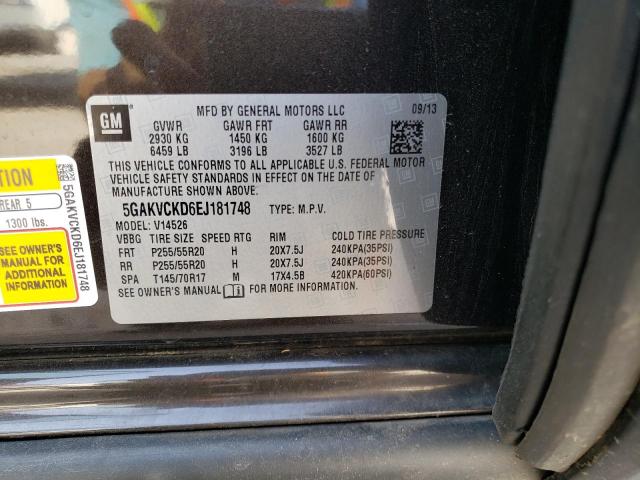 GM
MFD BY GENERAL MOTORS LLC 09/13
GVWR GAWR FRT GAWR RR
2930 KG 1450 KG 1600 KG
6459 LB 3196 LB 3527 LB
THIS VEHICLE CONFORMS TO ALL APPLICABLE U.S. FEDERAL MOTOR
VEHICLE SAFETY STANDARDS IN EFFECT ON THE DATE OF
MANUFACTURE SHOWN ABOVE.
5GAKVCKD6EJ181748 TYPE: M.P.V.
MODEL: V14526
VBBG TIRE SIZE SPEED RTG RIM COLD TIRE PRESSURE
FRT P255/55R20 H 20X7.5J 240KPA(35PSI)
RR P255/55R20 H 20X7.5J 240KPA(35PSI)
SPA T145/70R17 M 17X4.5B 420KPA(60PSI)
SEE OWNER'S MANUAL FOR MORE INFORMATION.
TION
REAR 5
1300 lbs.
SEE OWNER'S
MANUAL FOR
ADDITIONAL
INFORMATION
5GAKVCKD6EJ181748